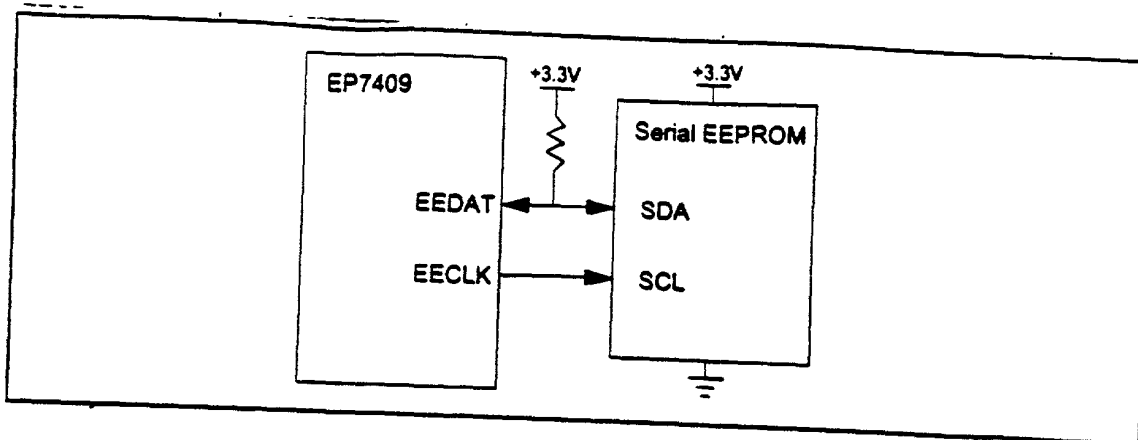 EP7409
+3.3V
+3.3V
Serial EEPROM
EEDAT
SDA
EECLK
SCL